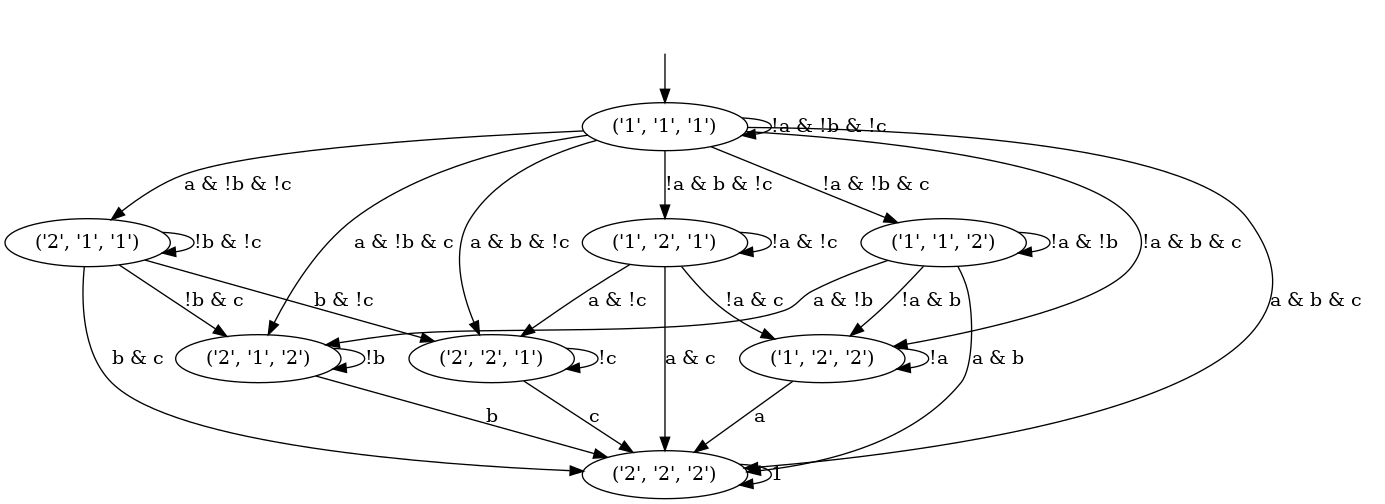 ('1', '1', '1')
!a & !b & !c
a & !b & !c
a & !b & c
a & b & !c
!a & b & !c
!a & !b & c
!a & b & c
a & b & c
('2', '1', '1')
!b & !c
('1', '2', '1')
!a & !c
('1', '1', '2')
!a & !b
!b & c
b & !c
a & !c
!a & c
a & !b
!a & b
b & c
('2', '1', '2')
!b
('2', '2', '1')
!c
a & c
('1', '2', '2')
!a
a & b
b
c
a
('2', '2', '2')
1